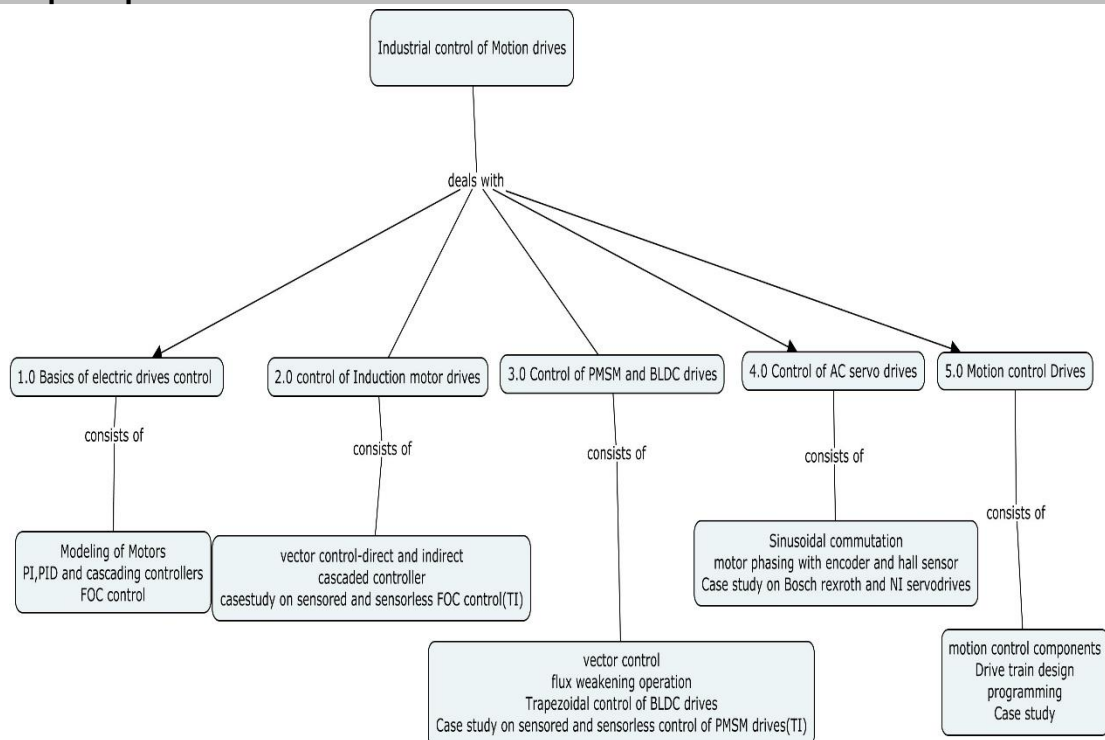 Industrial control of Motion drives
deals with
1.0 Basics of electric drives control
2.0 control of Induction motor drives
3.0 Control of PMSM and BLDC drives
4.0 Control of AC servo drives
5.0 Motion control Drives
consists of
consists of
consists of
consists of
consists of
Modeling of Motors
PI,PID and cascading controllers
FOC control
vector control-direct and indirect
cascaded controller
casestudy on sensored and sensorless FOC control(TI)
vector control
flux weakening operation
Trapezoidal control of BLDC drives
Case study on sensored and sensorless control of PMSM drives(TI)
Sinusoidal commutation
motor phasing with encoder and hall sensor
Case study on Bosch rexroth and NI servodrives
motion control components
Drive train design
programming
Case study